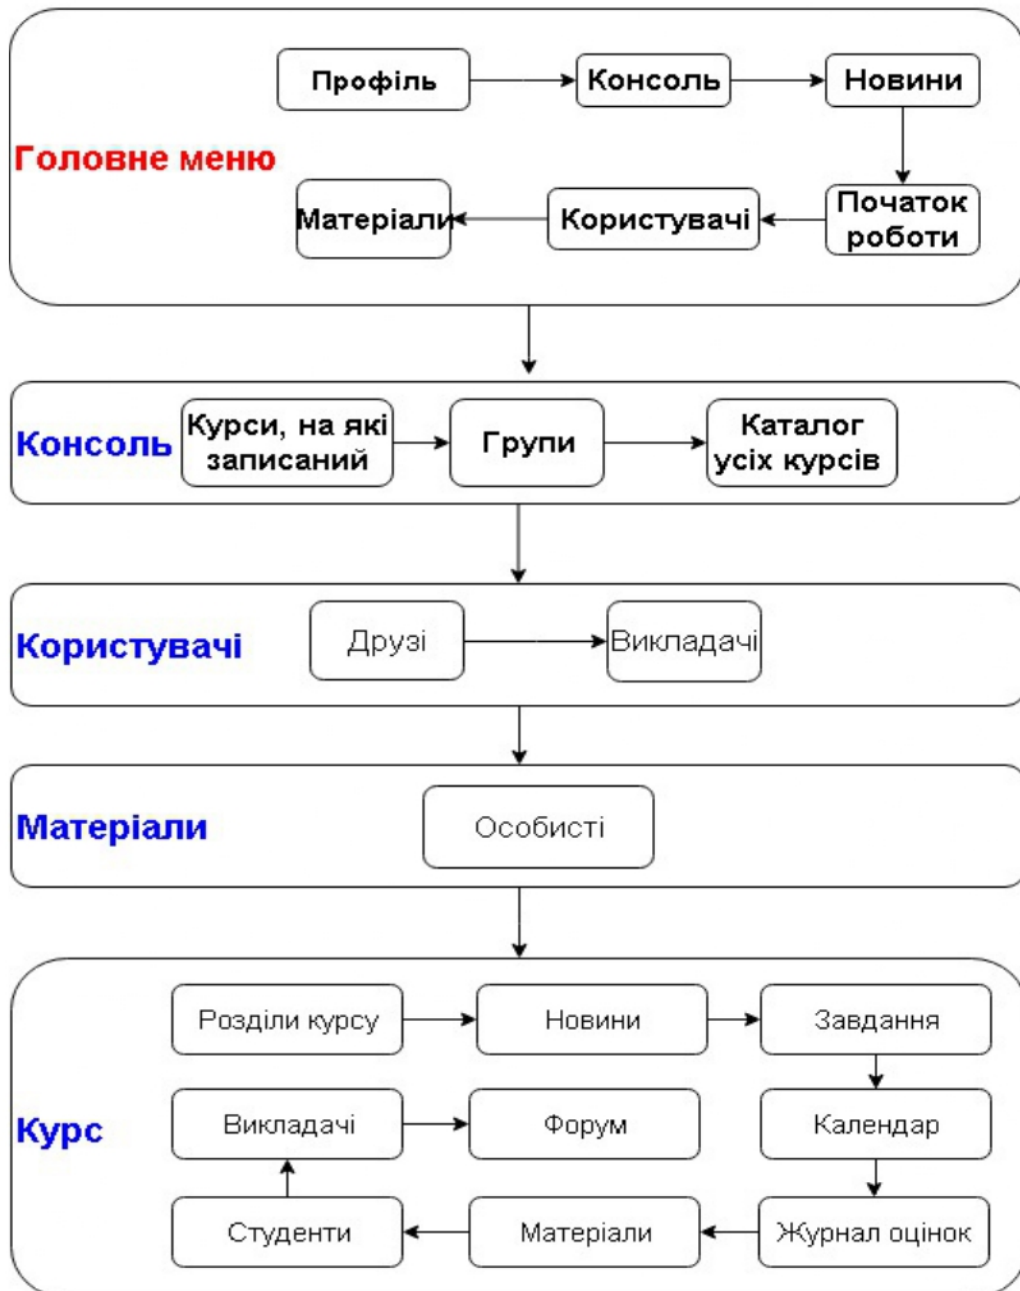 Профіль
Консоль
Новини
Головне меню
Матеріали
Користувачі
Початок
роботи
Консоль
Курси, на які
записаний
Групи
Каталог
усіх курсів
Користувачі
Друзі
Викладачі
Матеріали
Особисті
Розділи курсу
Новини
Завдання
Курс
Викладачі
Форум
Календар
Студенти
Матеріали
Журнал оцінок